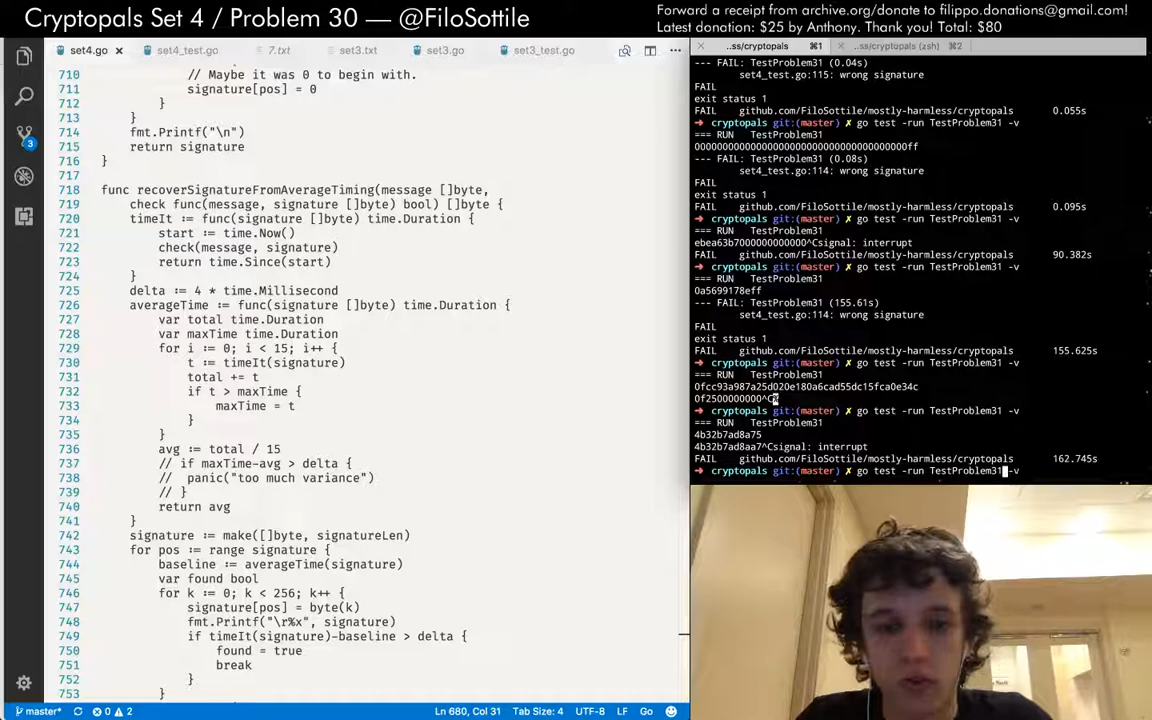 Cryptopals Set 4 / Problem 30 — @FiloSottile
Forward a receipt from archive.org/donate to filippo.donations@gmail.com!
Latest donation: $25 by Anthony. Thank you! Total: $80
set4.go
set4_test.go
7.txt
set3.txt
set3.go
set3_test.go
710 // Maybe it was 0 to begin with.
711 signature[pos] = 0
712 }
713 }
714 fmt.Printf("\n")
715 return signature
716 }
717
718 func recoverSignatureFromAverageTiming(message []byte,
719 check func(message, signature []byte) bool) []byte {
720 timeIt := func(signature []byte) time.Duration {
721 start := time.Now()
722 check(message, signature)
723 return time.Since(start)
724 }
725 delta := 4 * time.Millisecond
726 averageTime := func(signature []byte) time.Duration {
727 var total time.Duration
728 var maxTime time.Duration
729 for i := 0; i < 15; i++ {
730 t := timeIt(signature)
731 total += t
732 if t > maxTime {
733 maxTime = t
734 }
735 }
736 avg := total / 15
737 // if maxTime-avg > delta {
738 // panic("too much variance")
739 // }
740 return avg
741 }
742 signature := make([]byte, signatureLen)
743 for pos := range signature {
744 baseline := averageTime(signature)
745 var found bool
746 for k := 0; k < 256; k++ {
747 signature[pos] = byte(k)
748 fmt.Printf("\r%x", signature)
749 if timeIt(signature)-baseline > delta {
750 found = true
751 break
752 }
753 }
master*
0 2
Ln 680, Col 31
Tab Size: 4
UTF-8
LF
Go
3
..ss/cryptopals ⌘1
..ss/cryptopals (zsh) ⌘2
--- FAIL: TestProblem31 (0.04s)
set4_test.go:115: wrong signature
FAIL
exit status 1
FAIL github.com/FiloSottile/mostly-harmless/cryptopals 0.055s
➜ cryptopals git:(master) ✗ go test -run TestProblem31 -v
=== RUN TestProblem31
00000000000000000000000000000000000000ff
--- FAIL: TestProblem31 (0.08s)
set4_test.go:114: wrong signature
FAIL
exit status 1
FAIL github.com/FiloSottile/mostly-harmless/cryptopals 0.095s
➜ cryptopals git:(master) ✗ go test -run TestProblem31 -v
=== RUN TestProblem31
ebea63b7000000000000^Csignal: interrupt
FAIL github.com/FiloSottile/mostly-harmless/cryptopals 90.382s
➜ cryptopals git:(master) ✗ go test -run TestProblem31 -v
=== RUN TestProblem31
0a5699178eff
--- FAIL: TestProblem31 (155.61s)
set4_test.go:114: wrong signature
FAIL
exit status 1
FAIL github.com/FiloSottile/mostly-harmless/cryptopals 155.625s
➜ cryptopals git:(master) ✗ go test -run TestProblem31 -v
=== RUN TestProblem31
0fcc93a987a25d020e180a6cad55dc15fca0e34c
0f2500000000^C
➜ cryptopals git:(master) ✗ go test -run TestProblem31 -v
=== RUN TestProblem31
4b32b7ad8a75
4b32b7ad8aa7^Csignal: interrupt
FAIL github.com/FiloSottile/mostly-harmless/cryptopals 162.745s
➜ cryptopals git:(master) ✗ go test -run TestProblem31 -v